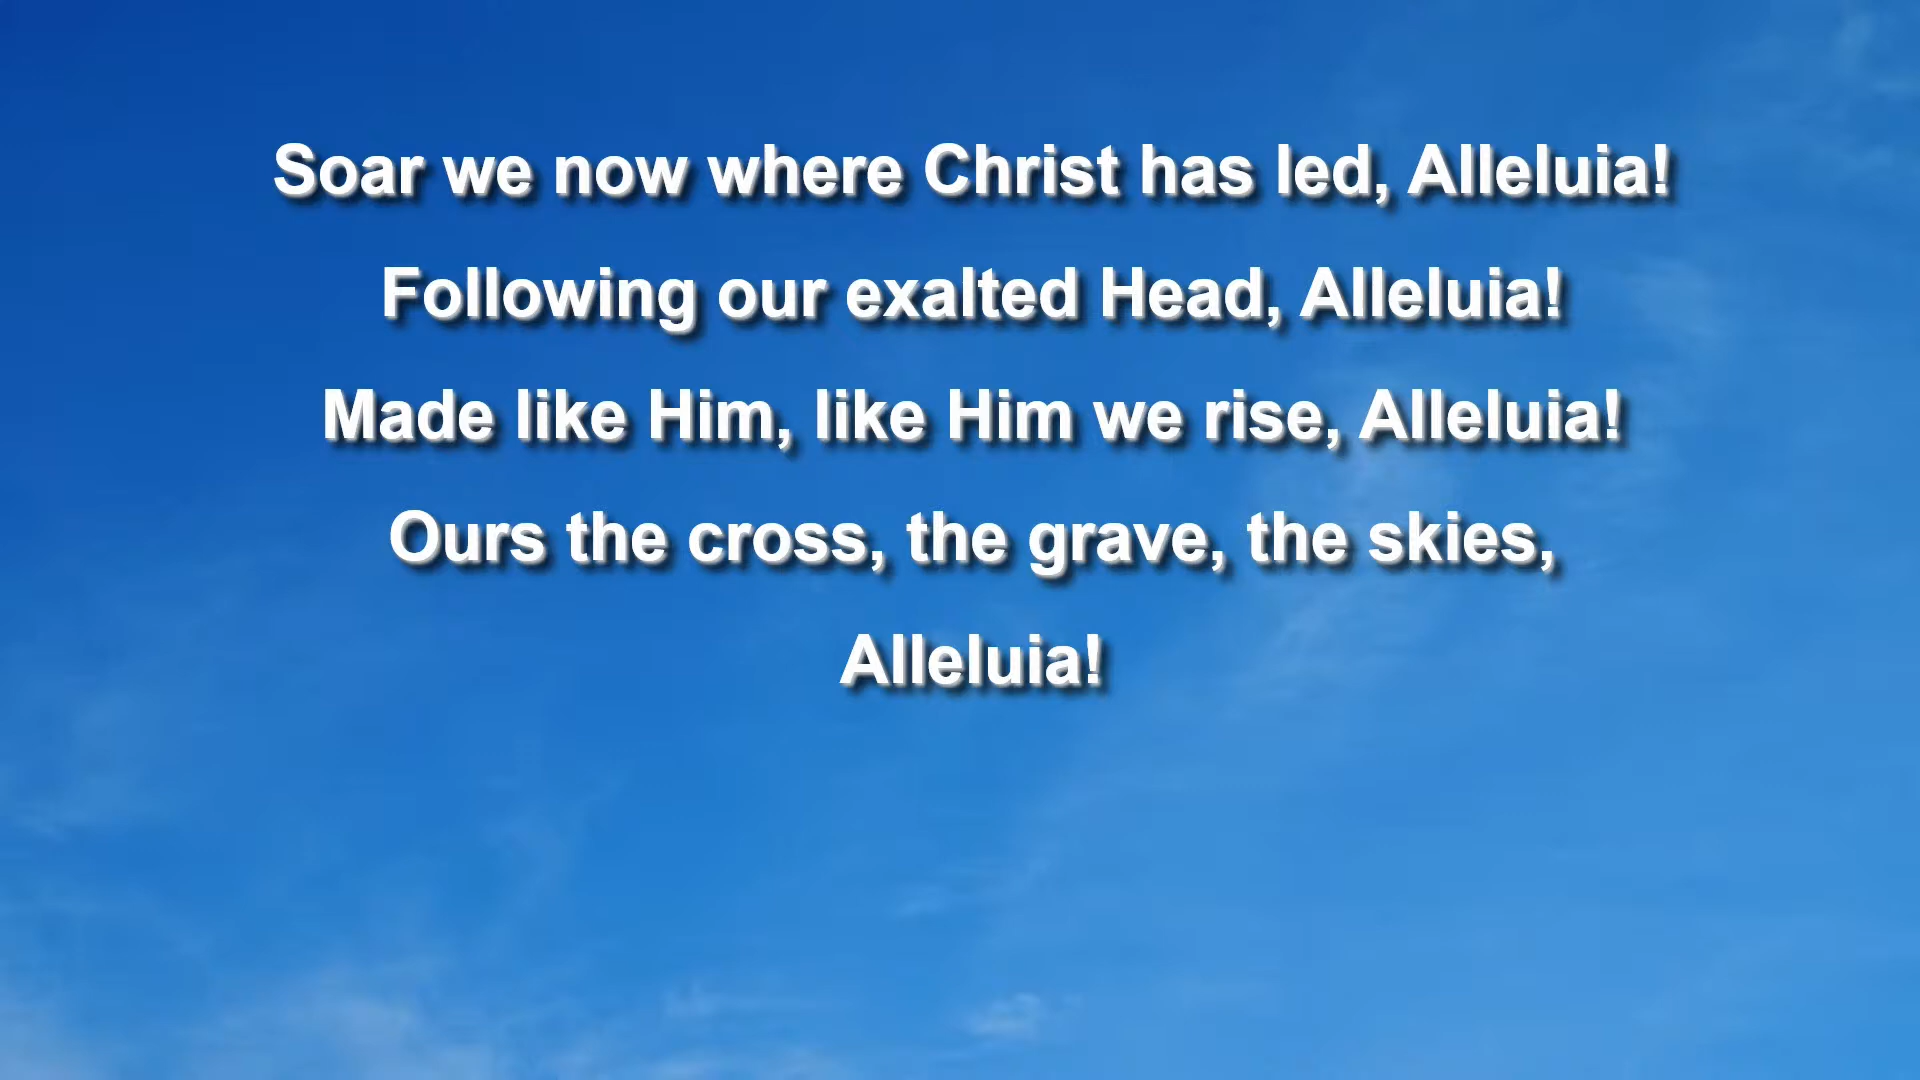 Soar we now where Christ has led, Alleluia!
Following our exalted Head, Alleluia!
Made like Him, like Him we rise, Alleluia!
Ours the cross, the grave, the skies,
Alleluia!